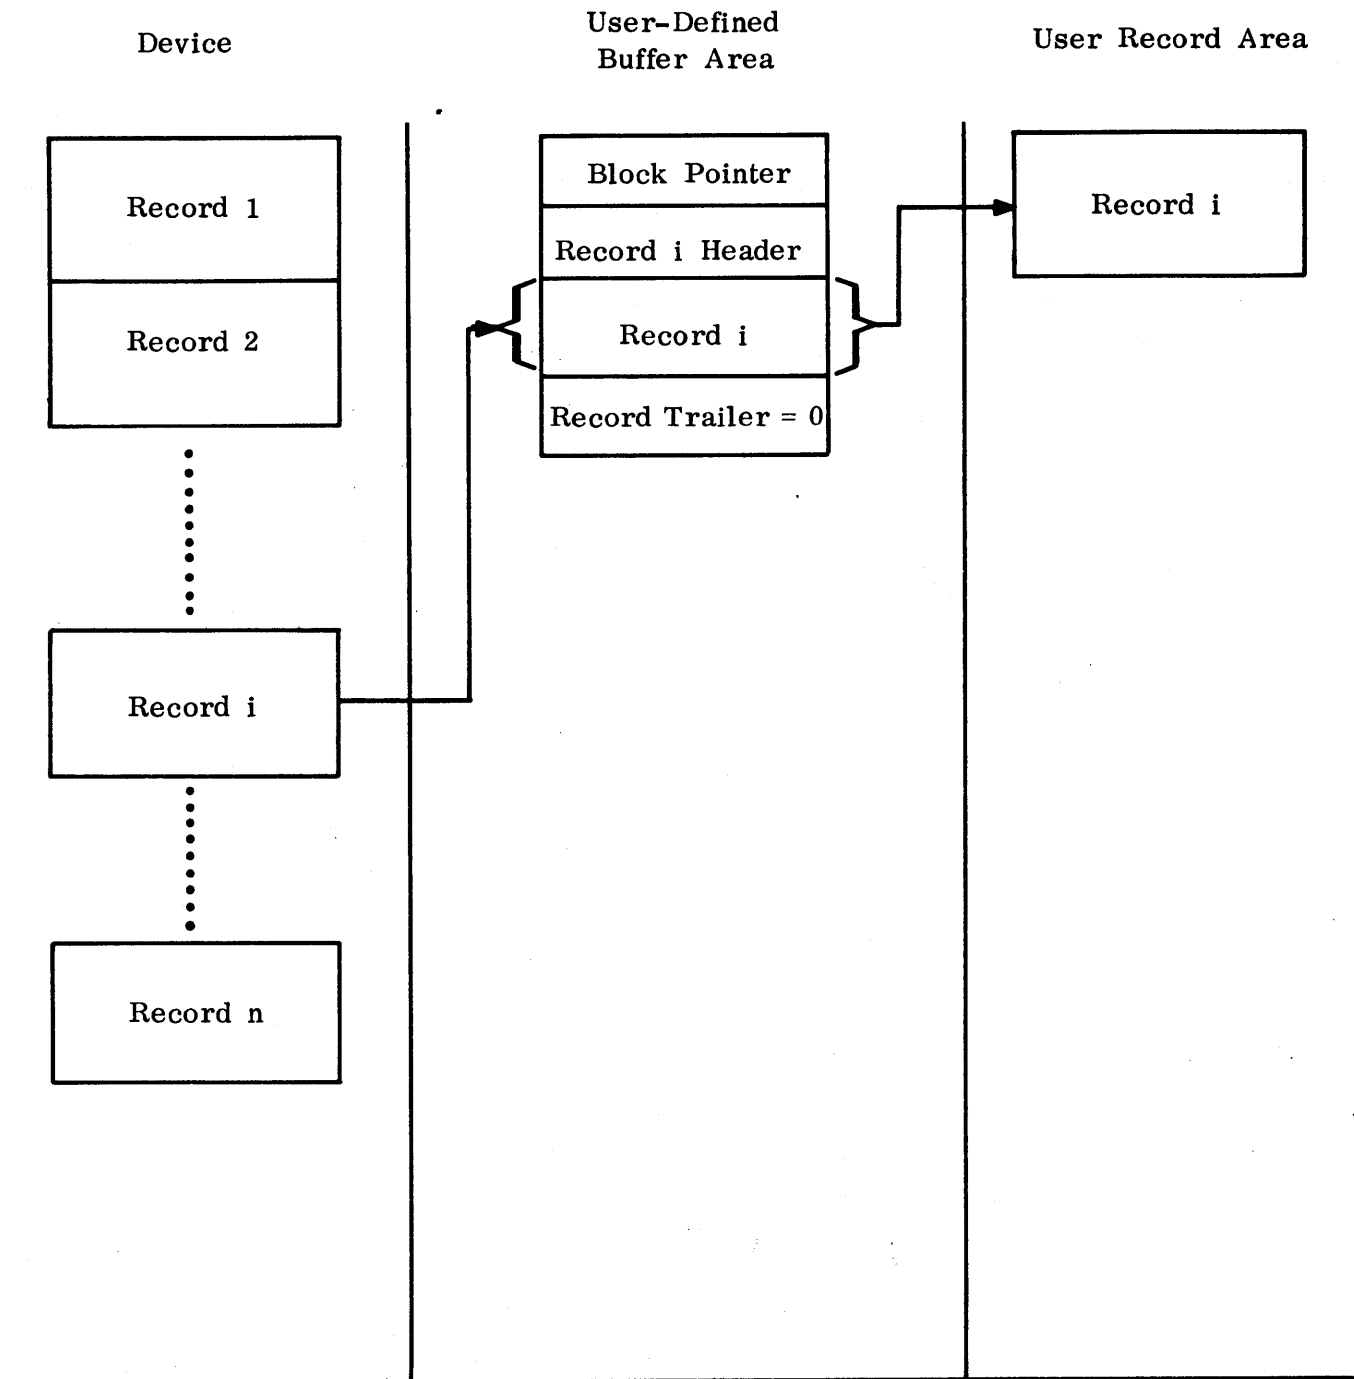 Device
User-Defined
Buffer Area
User Record Area
Record 1
Record 2
Record i
Record n
Block Pointer
Record i Header
Record i
Record Trailer = 0
Record i